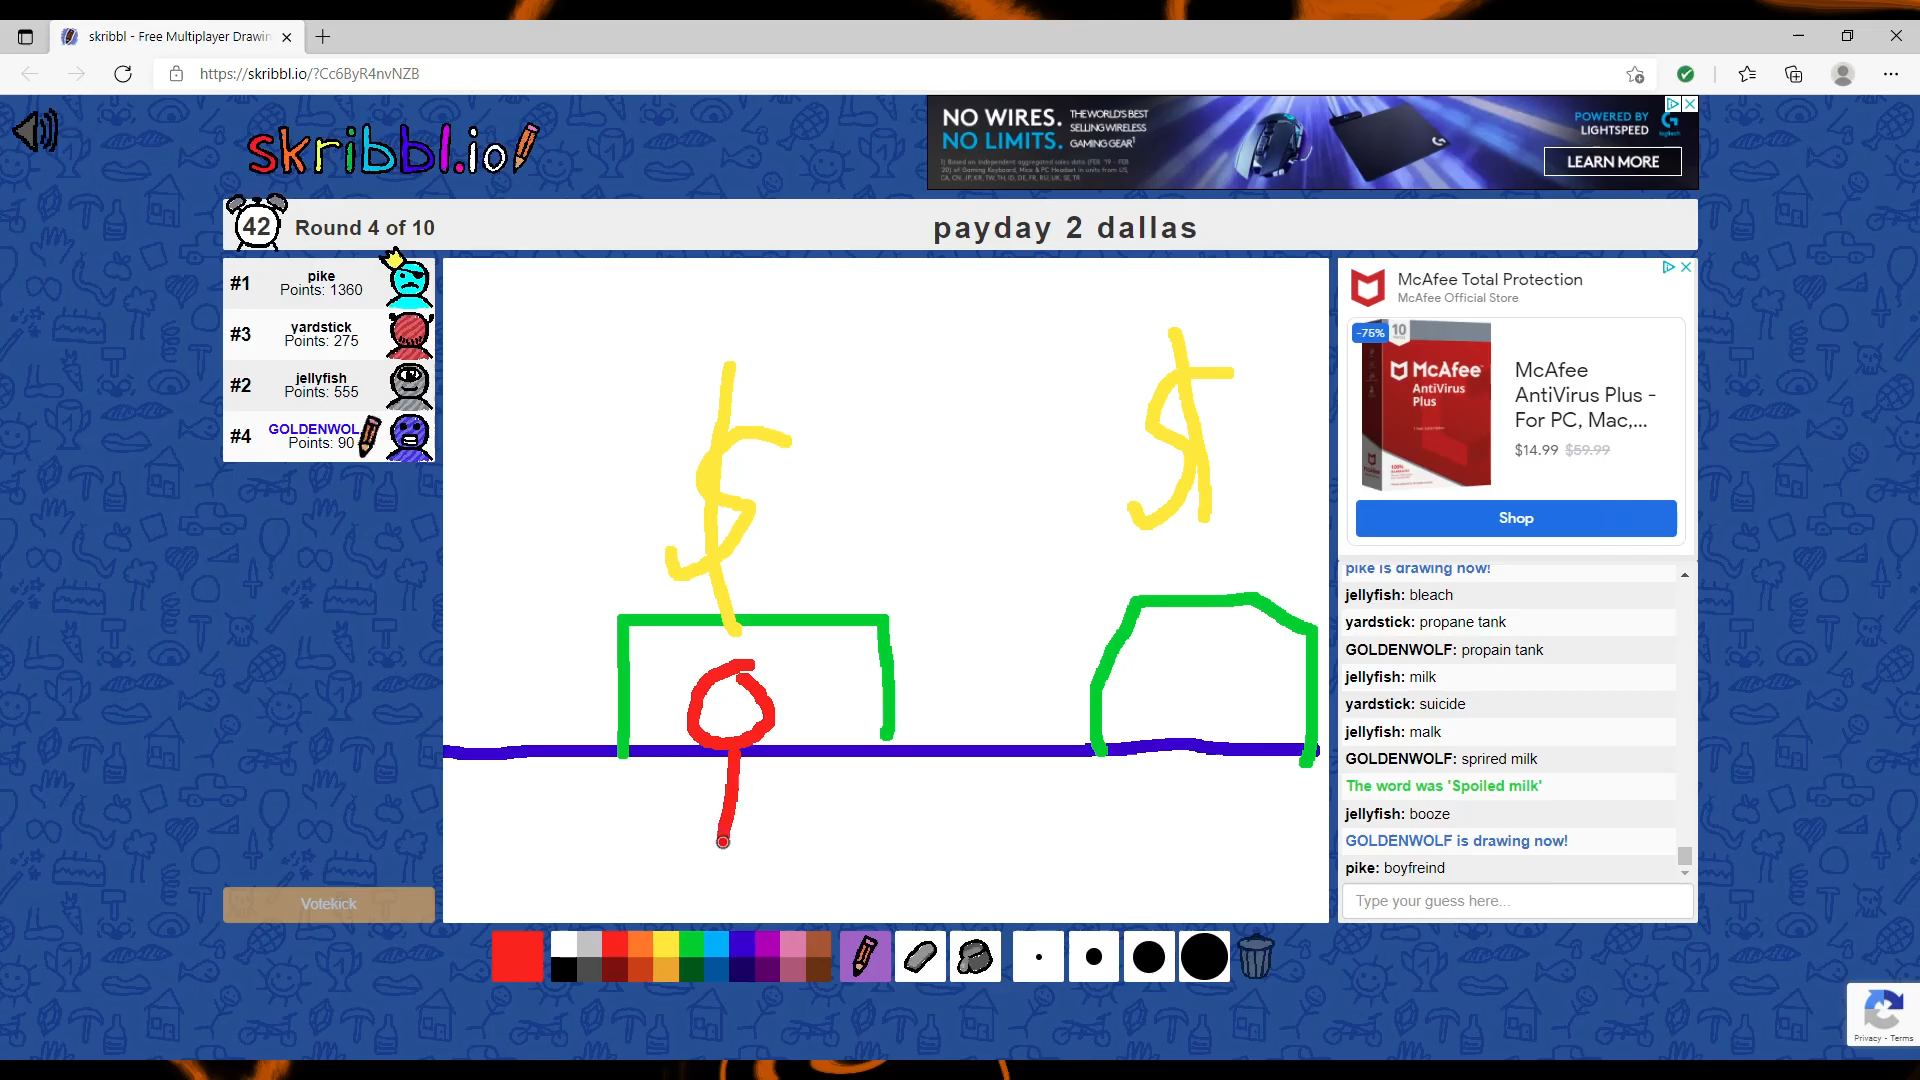 skribbl - Free Multiplayer Drawin
https://skribbl.io/?Cc6ByR4nvNZB
skribbl.io
NO WIRES. THE WORLD'S BEST
NO LIMITS. SELLING WIRELESS
GAMING GEAR¹
POWERED BY
LIGHTSPEED
logitech
LEARN MORE
42
Round 4 of 10
payday 2 dallas
#1
pike
Points: 1360
#3
yardstick
Points: 275
#2
jellyfish
Points: 555
#4
GOLDENWOL
Points: 90
Votekick
McAfee Total Protection
McAfee Official Store
-75%
10
McAfee
AntiVirus
Plus
McAfee
AntiVirus Plus -
For PC, Mac,...
$14.99 $59.99
Shop
pike is drawing now!
jellyfish: bleach
yardstick: propane tank
GOLDENWOLF: propain tank
jellyfish: milk
yardstick: suicide
jellyfish: malk
GOLDENWOLF: sprired milk
The word was 'Spoiled milk'
jellyfish: booze
GOLDENWOLF is drawing now!
pike: boyfreind
Type your guess here...
Privacy - Terms